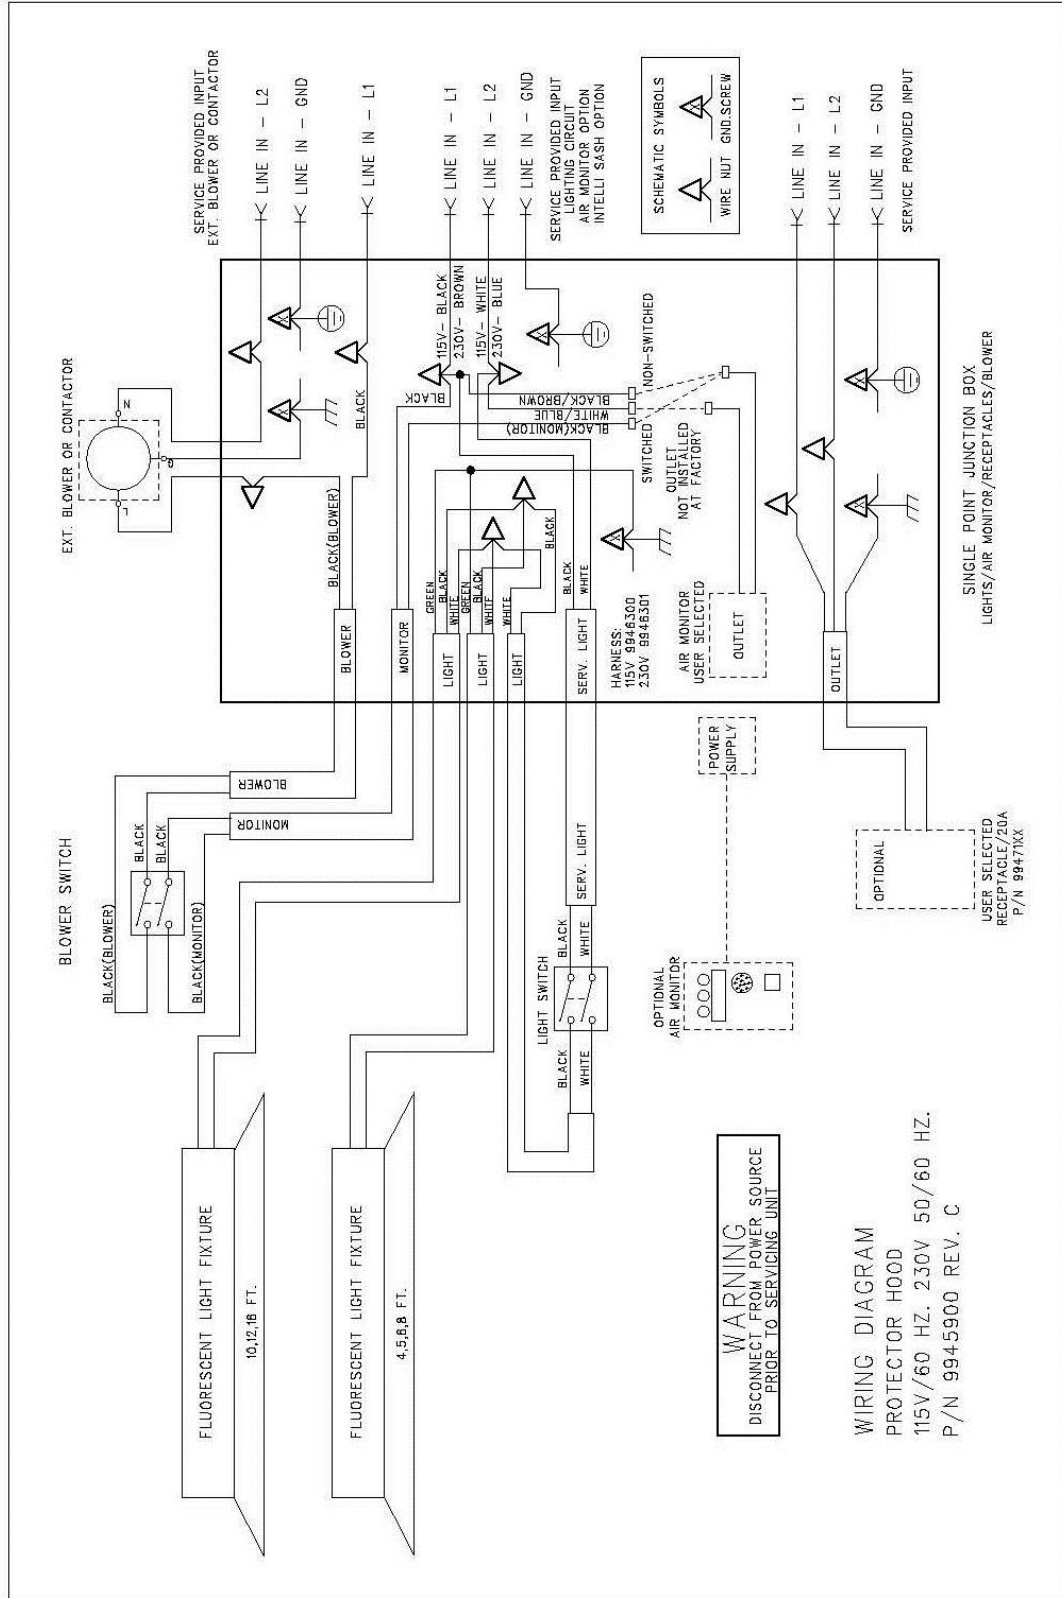 SERVICE PROVIDED INPUT
EXT. BLOWER OR CONTACTOR
LINE IN - L2
LINE IN - GND
LINE IN - L1
LINE IN - L1
LINE IN - L2
LINE IN - GND
SERVICE PROVIDED INPUT
LIGHTING CIRCUIT
AIR MONITOR OPTION
INTELLI SASH OPTION
SCHEMATIC SYMBOLS
WIRE NUT
GND.SCREW
LINE IN - L1
LINE IN - L2
LINE IN - GND
SERVICE PROVIDED INPUT
EXT. BLOWER OR CONTACTOR
N
G
L
BLACK
BLACK(BLOWER)
BLOWER
115V- BLACK
230V- BROWN
115V- WHITE
230V- BLUE
BLACK
BLACK/BROWN
WHITE/BLUE
BLACK(MONITOR)
NON-SWITCHED
SWITCHED
OUTLET
NOT INSTALLED
AT FACTORY
MONITOR
GREEN
BLACK
WHITE
GREEN
BLACK
WHITE
WHITE
BLACK
BLACK
WHITE
LIGHT
LIGHT
LIGHT
SERV. LIGHT
HARNESS:
115V 9946300
230V 9946301
AIR MONITOR
USER SELECTED
OUTLET
OUTLET
SINGLE POINT JUNCTION BOX
LIGHTS/AIR MONITOR/RECEPTACLES/BLOWER
BLOWER SWITCH
BLACK(BLOWER)
BLACK
BLACK
BLACK(MONITOR)
BLOWER
MONITOR
SERV. LIGHT
LIGHT SWITCH
BLACK
WHITE
BLACK
WHITE
POWER
SUPPLY
OPTIONAL
AIR MONITOR
OPTIONAL
USER SELECTED
RECEPTACLE/20A
P/N 99471XX
FLUORESCENT LIGHT FIXTURE
10,12,16 FT.
FLUORESCENT LIGHT FIXTURE
4,5,6,8 FT.
WARNING
DISCONNECT FROM POWER SOURCE
PRIOR TO SERVICING UNIT
WIRING DIAGRAM
PROTECTOR HOOD
115V/60 HZ. 230V 50/60 HZ.
P/N 9945900 REV. C